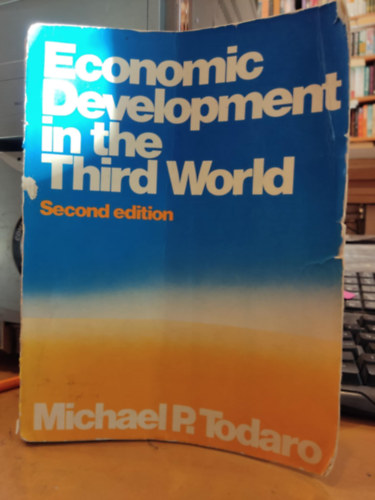 Economic
Development
in the
Third World
Second edition
Michael P. Todaro